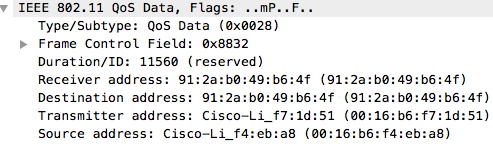 IEEE 802.11 QoS Data, Flags: ..mP..F..
Type/Subtype: QoS Data (0x0028)
Frame Control Field: 0x8832
Duration/ID: 11560 (reserved)
Receiver address: 91:2a:b0:49:b6:4f (91:2a:b0:49:b6:4f)
Destination address: 91:2a:b0:49:b6:4f (91:2a:b0:49:b6:4f)
Transmitter address: Cisco-Li_f7:1d:51 (00:16:b6:f7:1d:51)
Source address: Cisco-Li_f4:eb:a8 (00:16:b6:f4:eb:a8)